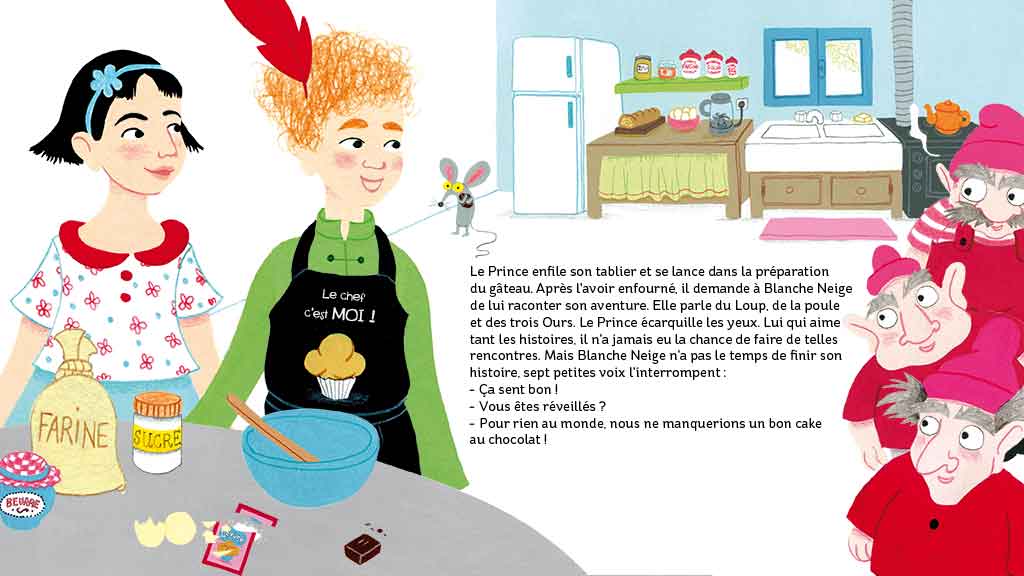 Le chef
c'est MOI !
FARINE
SUCRE
BEURRE
Le Prince enfile son tablier et se lance dans la préparation
du gâteau. Après l'avoir enfourné, il demande à Blanche Neige
de lui raconter son aventure. Elle parle du Loup, de la poule
et des trois Ours. Le Prince écarquille les yeux. Lui qui aime
tant les histoires, il n'a jamais eu la chance de faire de telles
rencontres. Mais Blanche Neige n'a pas le temps de finir son
histoire, sept petites voix l'interrompent :
- Ça sent bon !
- Vous êtes réveillés ?
- Pour rien au monde, nous ne manquerions un bon cake
au chocolat !